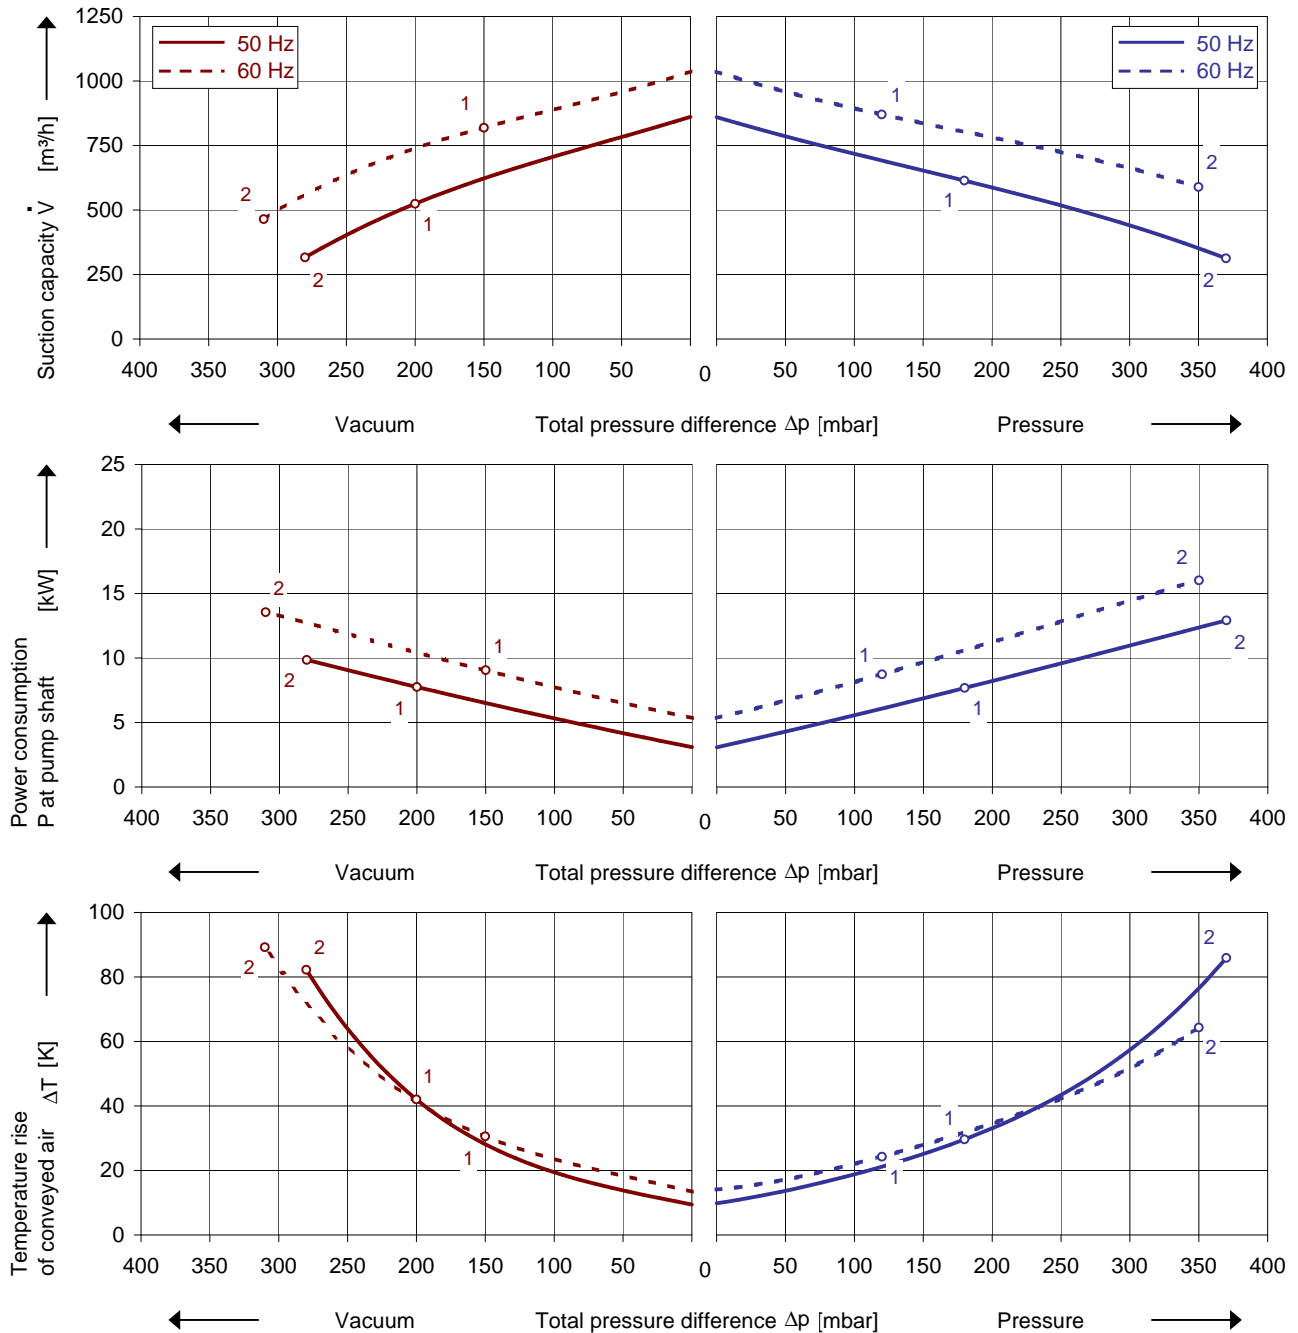 1250
1000
750
500
250
0
Suction capacity V̇ [m³/h]
50 Hz
60 Hz
50 Hz
60 Hz
1
2
1
2
1
2
1
2
400 350 300 250 200 150 100 50 0 50 100 150 200 250 300 350 400
Vacuum Total pressure difference Δp [mbar] Pressure
25
20
15
10
5
0
Power consumption
P at pump shaft [kW]
2
1
2
1
2
1
1
2
400 350 300 250 200 150 100 50 0 50 100 150 200 250 300 350 400
Vacuum Total pressure difference Δp [mbar] Pressure
100
80
60
40
20
0
Temperature rise
of conveyed air ΔT [K]
2
2
1
1
2
2
1
1
400 350 300 250 200 150 100 50 0 50 100 150 200 250 300 350 400
Vacuum Total pressure difference Δp [mbar] Pressure